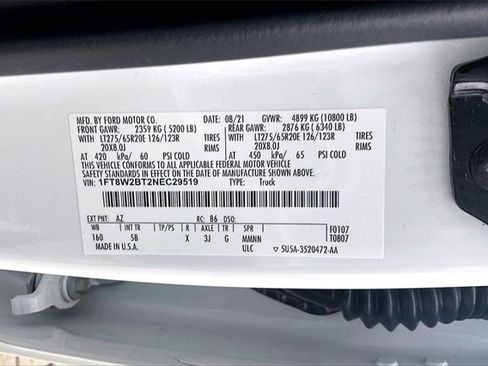 MFD. BY FORD MOTOR CO. 08/21 GVWR: 4899 KG (10800 LB)
FRONT GAWR: 2359 KG ( 5200 LB) REAR GAWR: 2876 KG ( 6340 LB)
LT275/65R20E 126/123R TIRES LT275/65R20E 126/123R TIRES
20X8.0J RIMS 20X8.0J RIMS
AT 420 kPa/ 60 PSI COLD AT 450 kPa/ 65 PSI COLD
THIS VEHICLE CONFORMS TO ALL APPLICABLE FEDERAL MOTOR VEHICLE
SAFETY STANDARDS IN EFFECT ON THE DATE OF MANUFACTURE SHOWN ABOVE.
VIN: 1FT8W2BT2NEC29519 TYPE: Truck
EXT PNT: AZ RC: 86 DSO:
WB INT TR TP/PS R AXLE TR SPR F0107
160 5B X 3J G MMNN T0807
MADE IN U.S.A. ULC ▽ 5U5A-3520472-AA